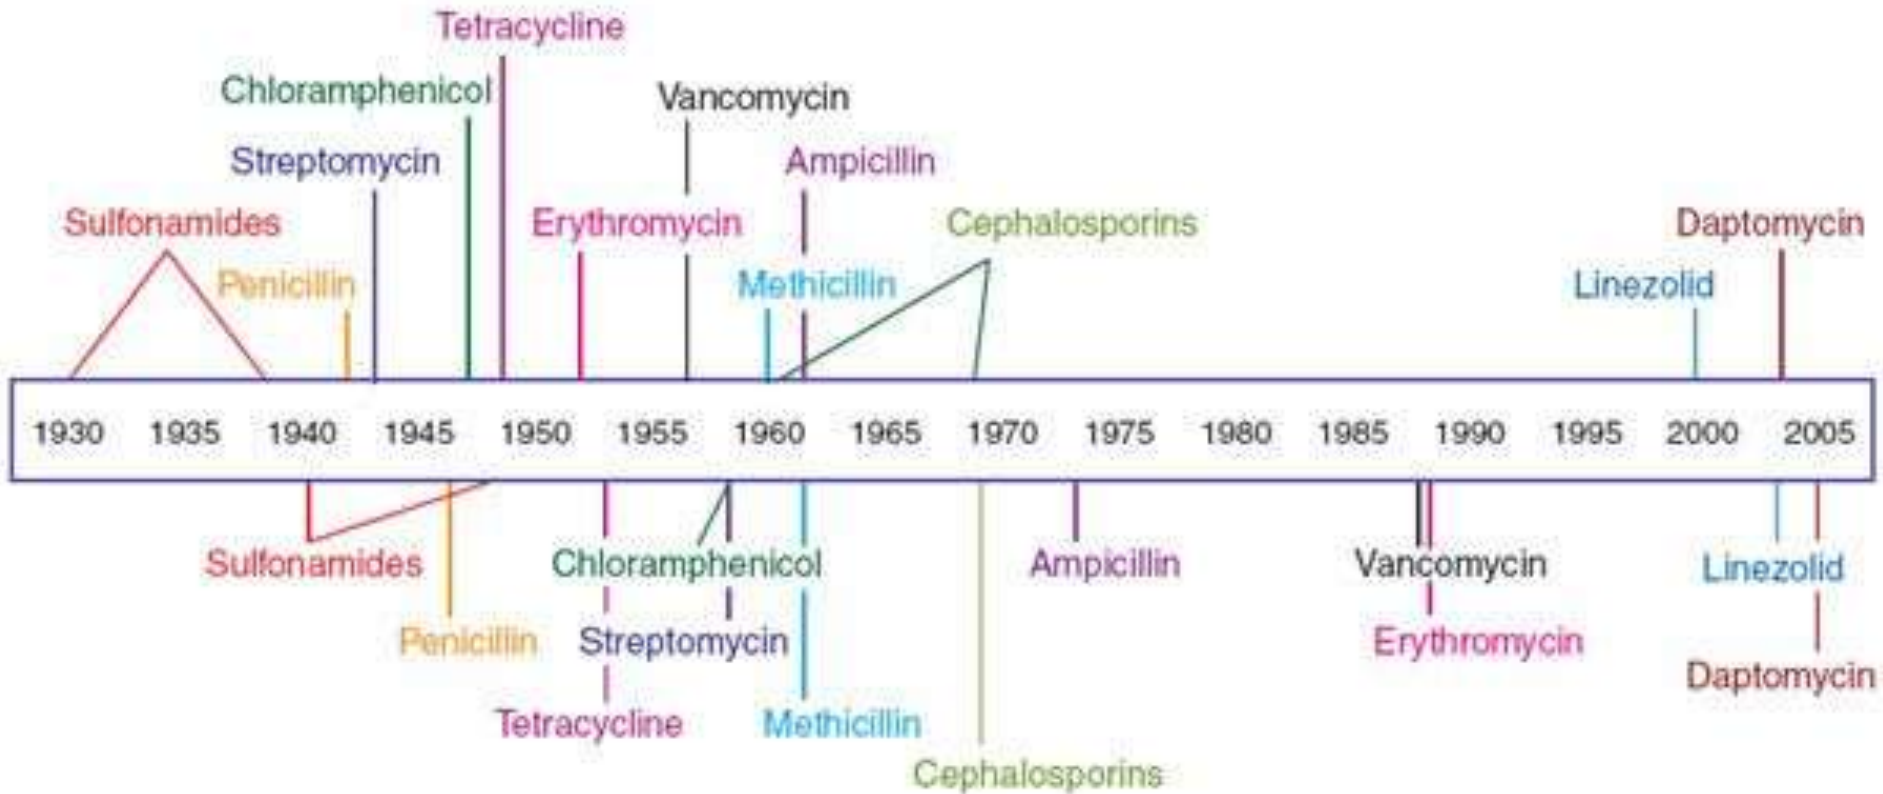 Tetracycline
Chloramphenicol
Vancomycin
Streptomycin
Ampicillin
Sulfonamides
Erythromycin
Cephalosporins
Daptomycin
Penicillin
Methicillin
Linezolid
1930 1935 1940 1945 1950 1955 1960 1965 1970 1975 1980 1985 1990 1995 2000 2005
Sulfonamides
Chloramphenicol
Ampicillin
Vancomycin
Linezolid
Penicillin
Streptomycin
Erythromycin
Daptomycin
Tetracycline
Methicillin
Cephalosporins